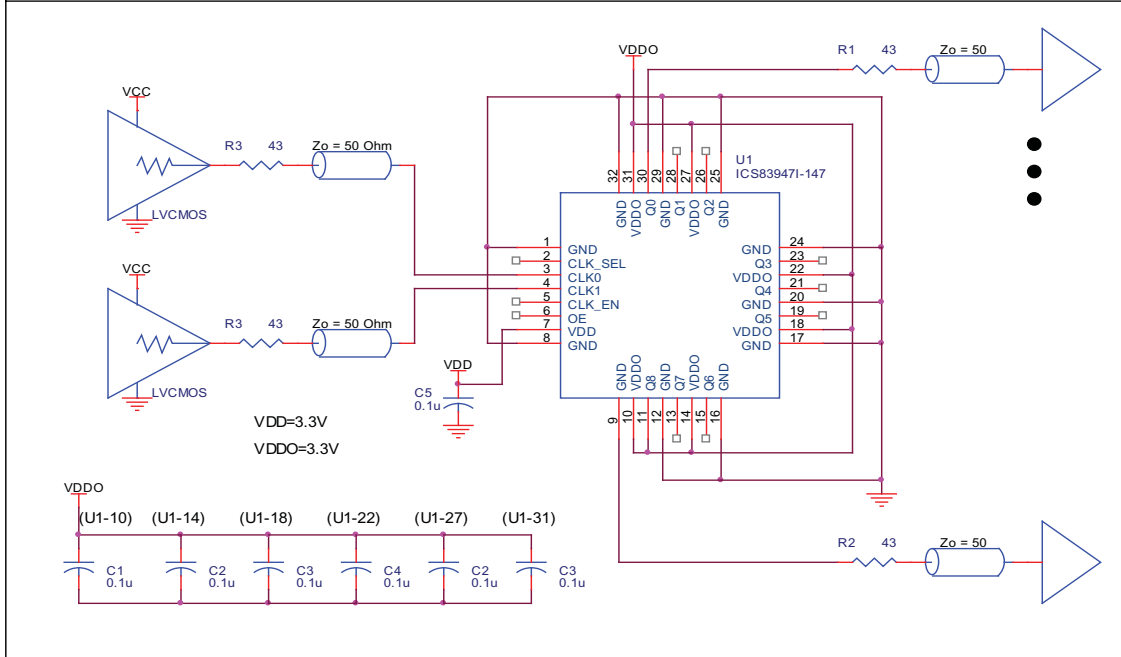 VDDO
R1 43 Zo = 50
VCC
R3 43 Zo = 50 Ohm
LVCMOS
U1
ICS83947I-147
32 31 30 29 28 27 26 25
GND VDDO Q0 GND Q1 VDDO Q2 GND
1 GND
2 CLK_SEL
3 CLK0
4 CLK1
5 CLK_EN
6 OE
7 VDD
8 GND
GND 24
Q3 23
VDDO 22
Q4 21
GND 20
Q5 19
VDDO 18
GND 17
GND VDDO Q8 GND Q7 VDDO Q6 GND
9 10 11 12 13 14 15 16
VCC
R3 43 Zo = 50 Ohm
LVCMOS
VDD
C5
0.1u
VDD=3.3V
VDDO=3.3V
VDDO
(U1-10) (U1-14) (U1-18) (U1-22) (U1-27) (U1-31)
C1 C2 C3 C4 C2 C3
0.1u 0.1u 0.1u 0.1u 0.1u 0.1u
R2 43 Zo = 50